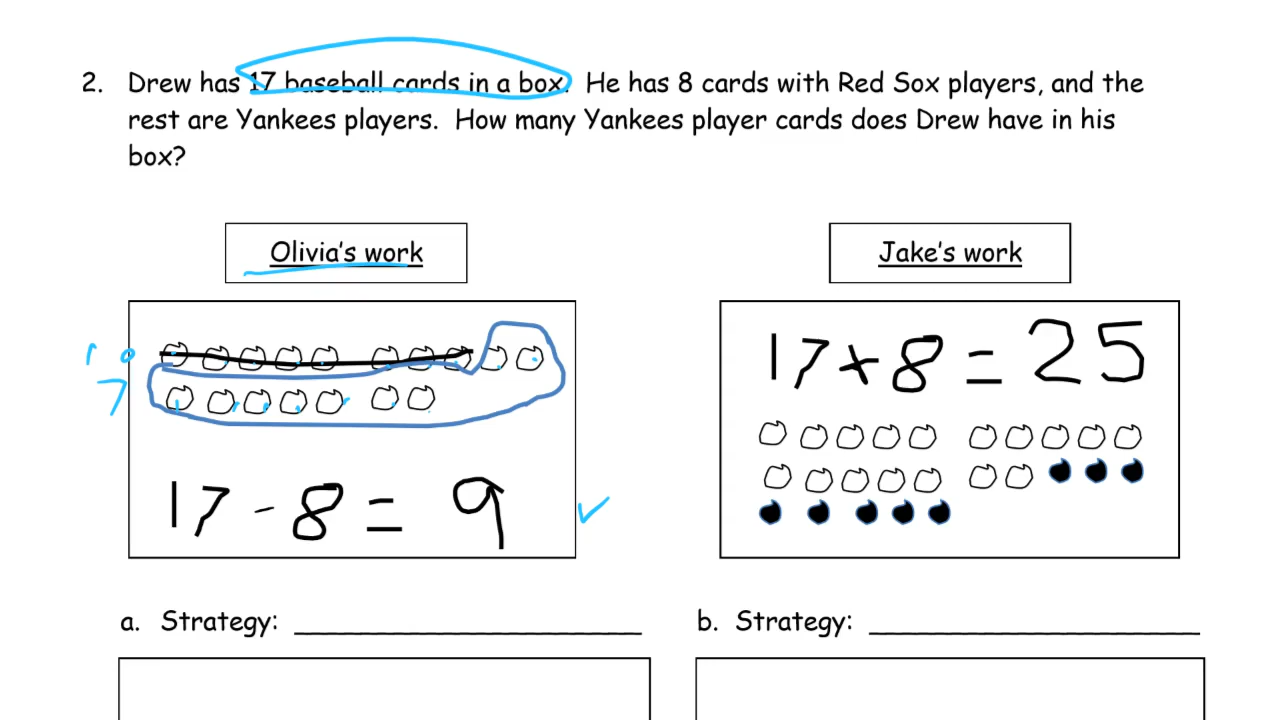 2. Drew has 17 baseball cards in a box. He has 8 cards with Red Sox players, and the
rest are Yankees players. How many Yankees player cards does Drew have in his
box?
Olivia's work
Jake's work
10
7
17 - 8 = 9
17 + 8 = 25
a. Strategy: ____________________
b. Strategy: ____________________